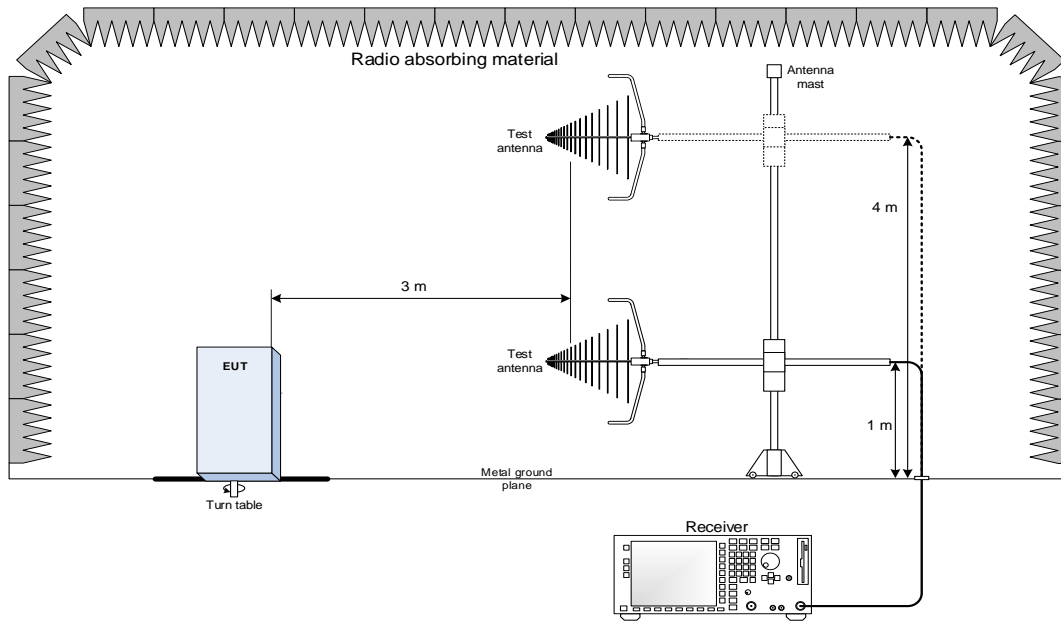 Radio absorbing material
Antenna
mast
Test
antenna
4 m
3 m
Test
antenna
EUT
1 m
Metal ground
plane
Turn table
Receiver